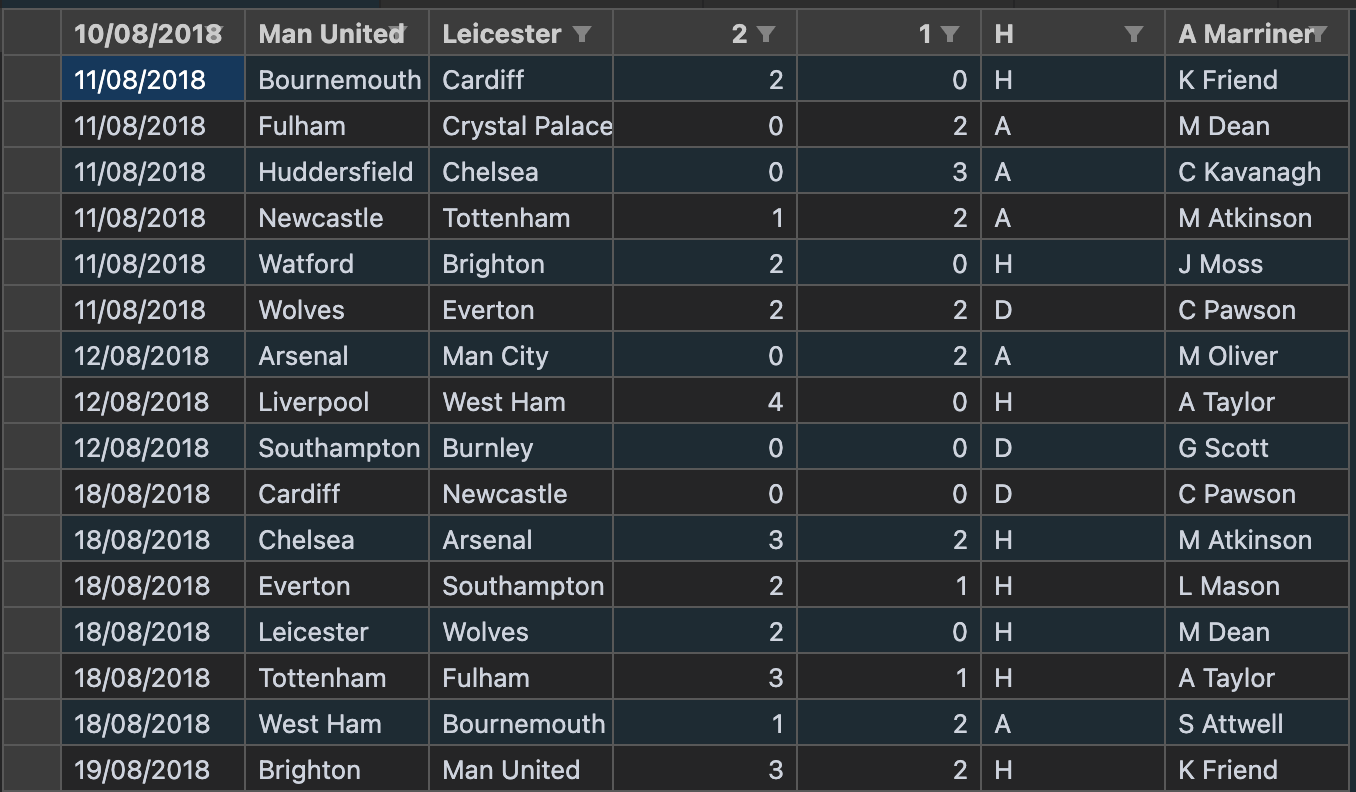 10/08/2018 Man United Leicester 2 1 H A Marriner
11/08/2018 Bournemouth Cardiff 2 0 H K Friend
11/08/2018 Fulham Crystal Palace 0 2 A M Dean
11/08/2018 Huddersfield Chelsea 0 3 A C Kavanagh
11/08/2018 Newcastle Tottenham 1 2 A M Atkinson
11/08/2018 Watford Brighton 2 0 H J Moss
11/08/2018 Wolves Everton 2 2 D C Pawson
12/08/2018 Arsenal Man City 0 2 A M Oliver
12/08/2018 Liverpool West Ham 4 0 H A Taylor
12/08/2018 Southampton Burnley 0 0 D G Scott
18/08/2018 Cardiff Newcastle 0 0 D C Pawson
18/08/2018 Chelsea Arsenal 3 2 H M Atkinson
18/08/2018 Everton Southampton 2 1 H L Mason
18/08/2018 Leicester Wolves 2 0 H M Dean
18/08/2018 Tottenham Fulham 3 1 H A Taylor
18/08/2018 West Ham Bournemouth 1 2 A S Attwell
19/08/2018 Brighton Man United 3 2 H K Friend